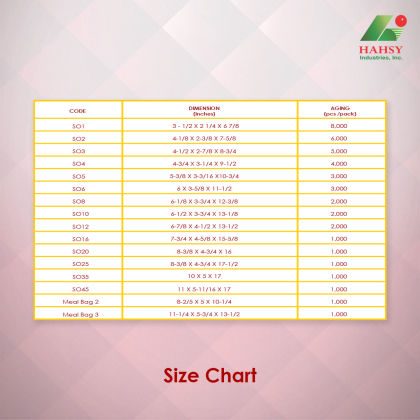 HAHSY
Industries, Inc.
CODE DIMENSION (Inches) AGING (pcs /pack)
SO1 3 - 1/2 X 2 1/4 X 6 7/8 8,000
SO2 4-1/8 X 2-3/8 X 7-5/8 6,000
SO3 4-1/2 X 2-7/8 X 8-3/4 5,000
SO4 4-3/4 X 3-1/4 X 9-1/2 4,000
SO5 5-3/8 X 3-3/16 X10-3/4 3,000
SO6 6 X 3-5/8 X 11-1/2 3,000
SO8 6-1/8 X 3-3/4 X 12-3/8 2,000
SO10 6-1/2 X 3-3/4 X 13-1/8 2,000
SO12 6-7/8 X 4-1/2 X 13-1/2 2,000
SO16 7-3/4 X 4-5/8 X 15-3/8 1,000
SO20 8-3/8 X 4-3/4 X 16 1,000
SO25 8-3/8 X 4-3/4 X 17-1/2 1,000
SO35 10 X 5 X 17 1,000
SO45 11 X 5-11/16 X 17 1,000
Meal Bag 2 8-2/5 X 5 X 10-1/4 1,000
Meal Bag 3 11-1/4 X 5-3/4 X 13-1/2 1,000
Size Chart